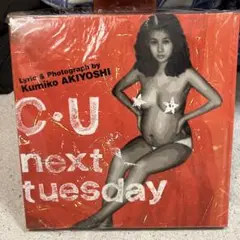 Lyric & Photograph by
Kumiko AKIYOSHI
C・U
next
tuesday